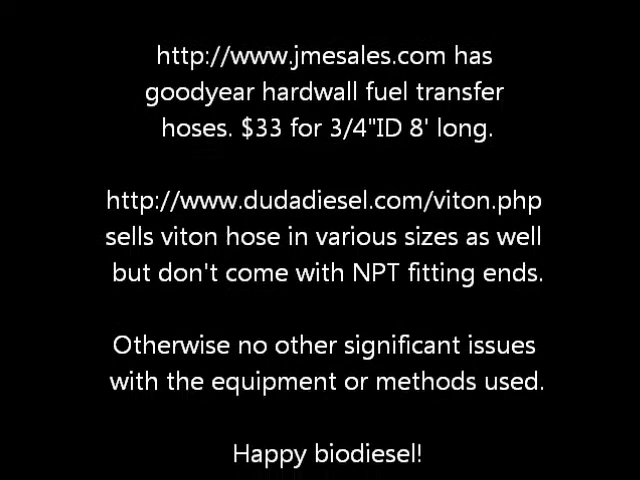 http://www.jmesales.com has
goodyear hardwall fuel transfer
hoses. $33 for 3/4"ID 8' long.
http://www.dudadiesel.com/viton.php
sells viton hose in various sizes as well
but don't come with NPT fitting ends.
Otherwise no other significant issues
with the equipment or methods used.
Happy biodiesel!